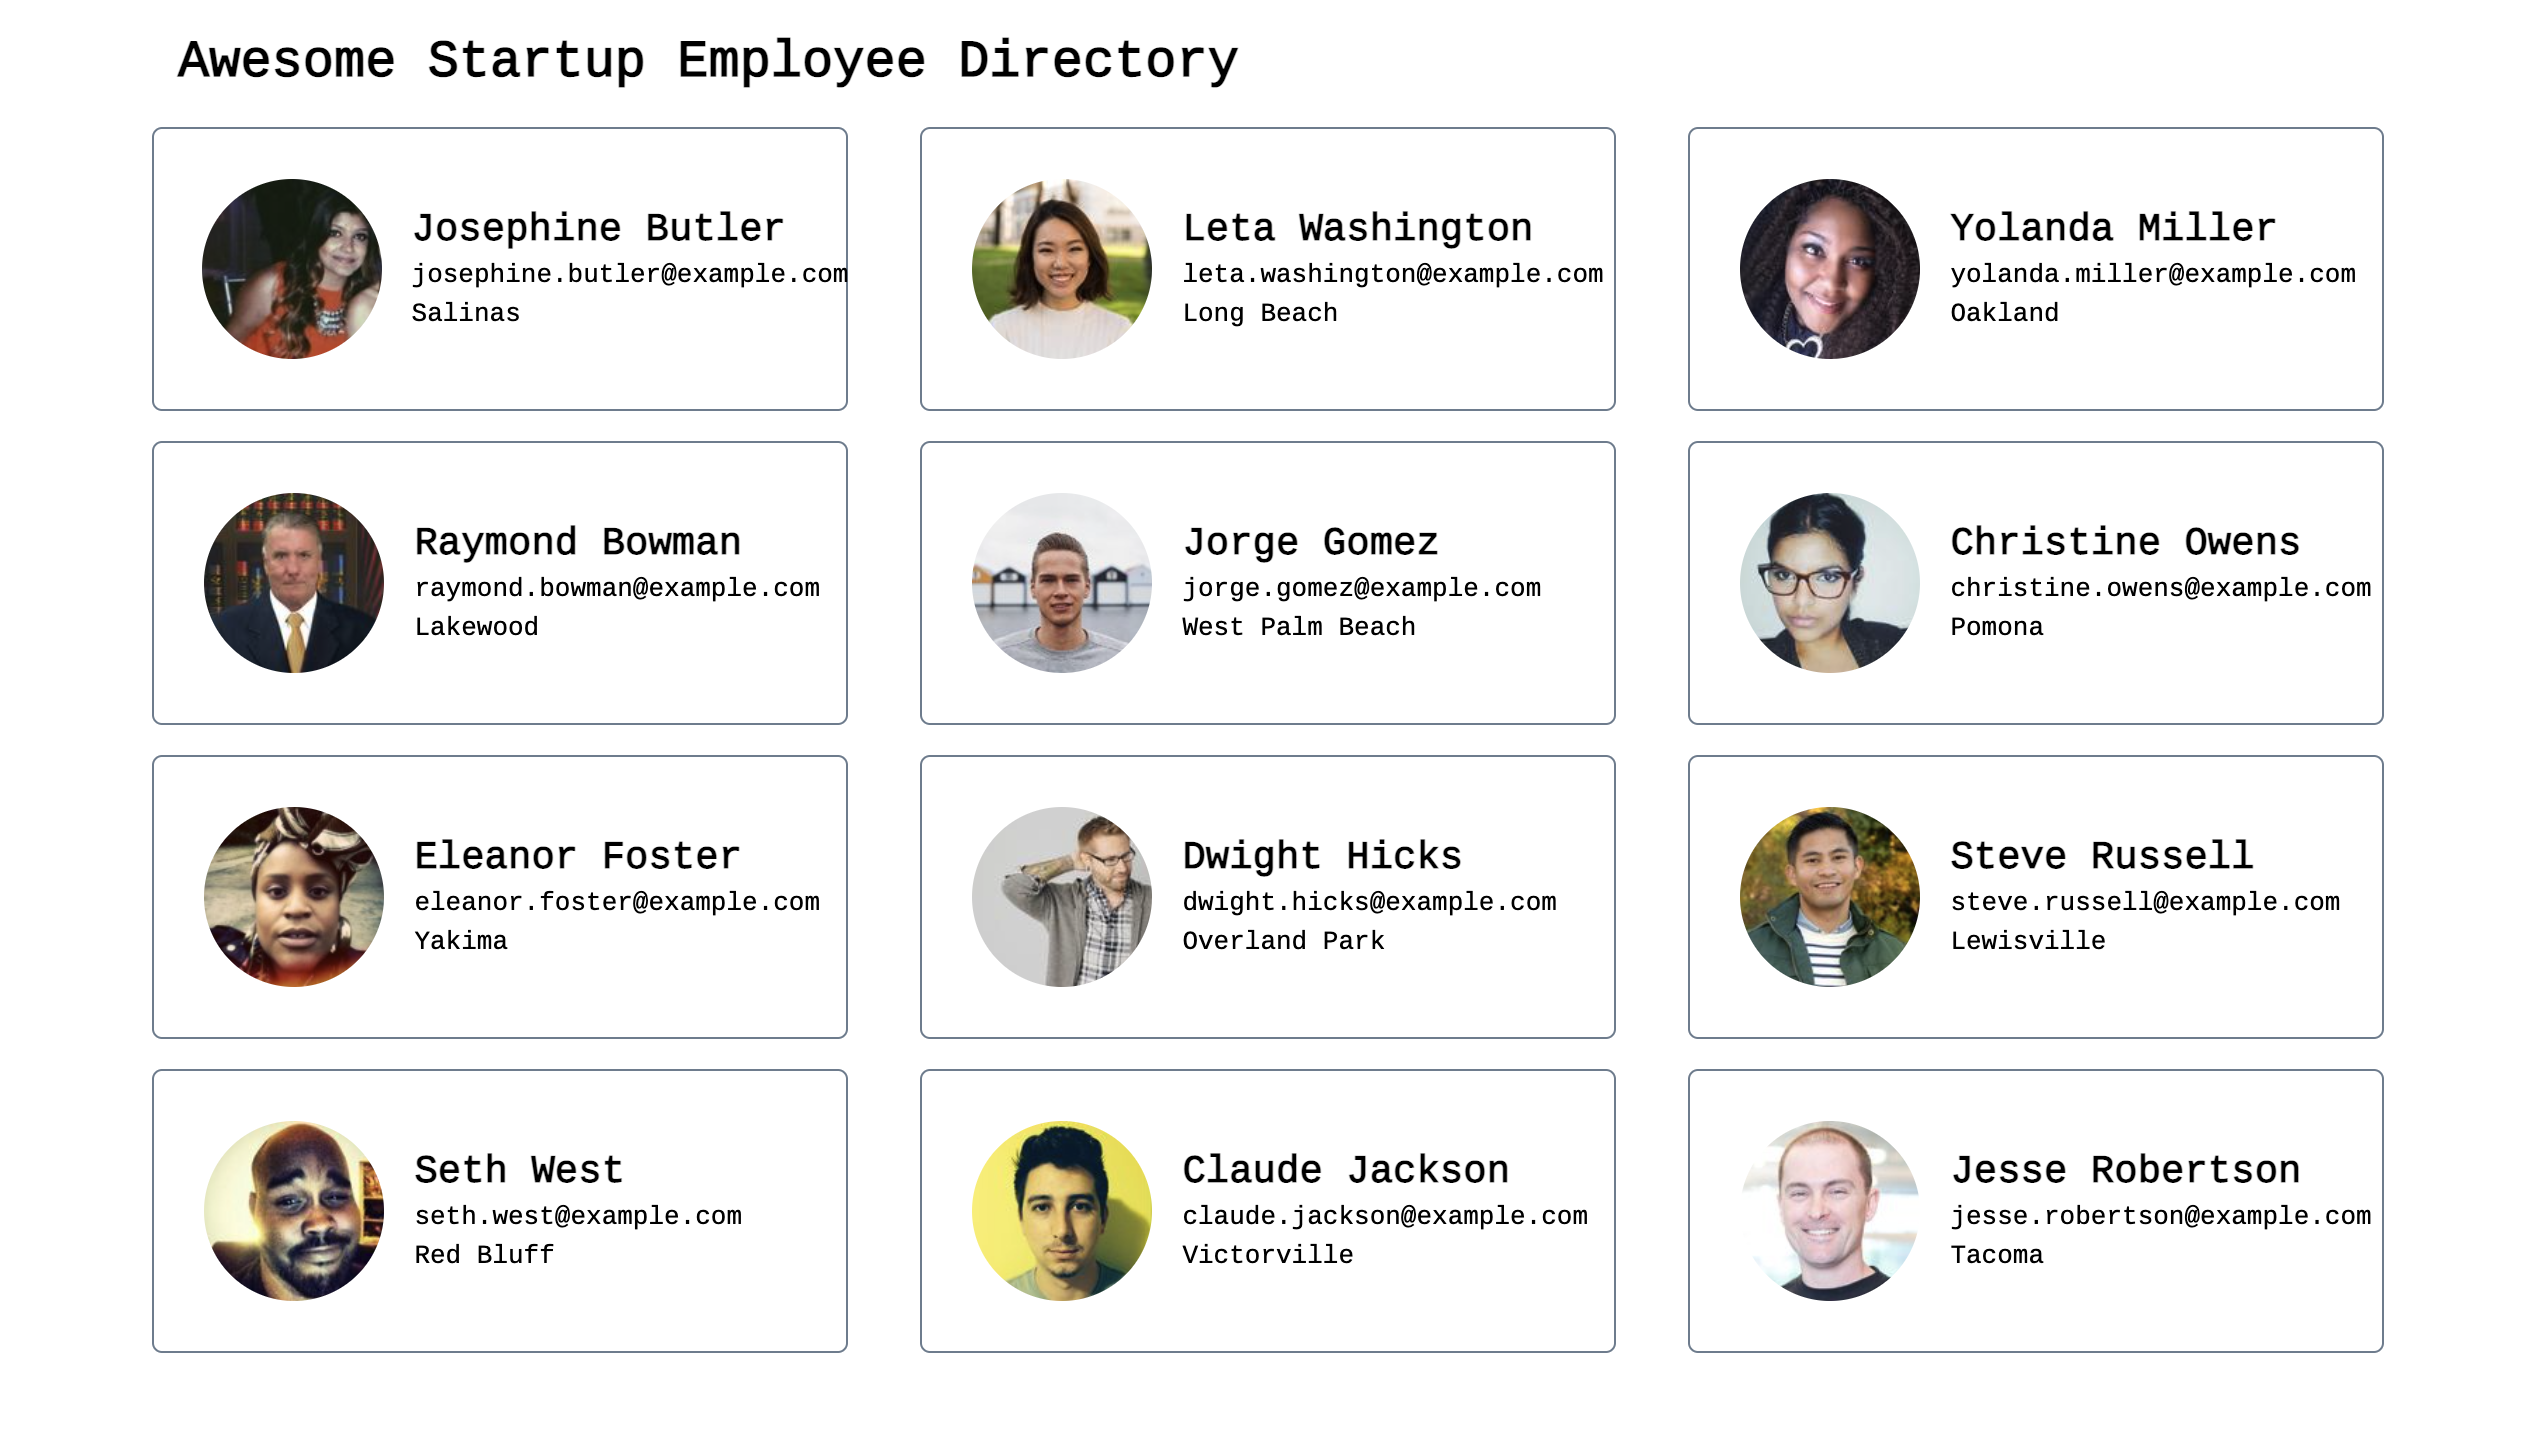 Awesome Startup Employee Directory
Josephine Butler
josephine.butler@example.com
Salinas
Leta Washington
leta.washington@example.com
Long Beach
Yolanda Miller
yolanda.miller@example.com
Oakland
Raymond Bowman
raymond.bowman@example.com
Lakewood
Jorge Gomez
jorge.gomez@example.com
West Palm Beach
Christine Owens
christine.owens@example.com
Pomona
Eleanor Foster
eleanor.foster@example.com
Yakima
Dwight Hicks
dwight.hicks@example.com
Overland Park
Steve Russell
steve.russell@example.com
Lewisville
Seth West
seth.west@example.com
Red Bluff
Claude Jackson
claude.jackson@example.com
Victorville
Jesse Robertson
jesse.robertson@example.com
Tacoma